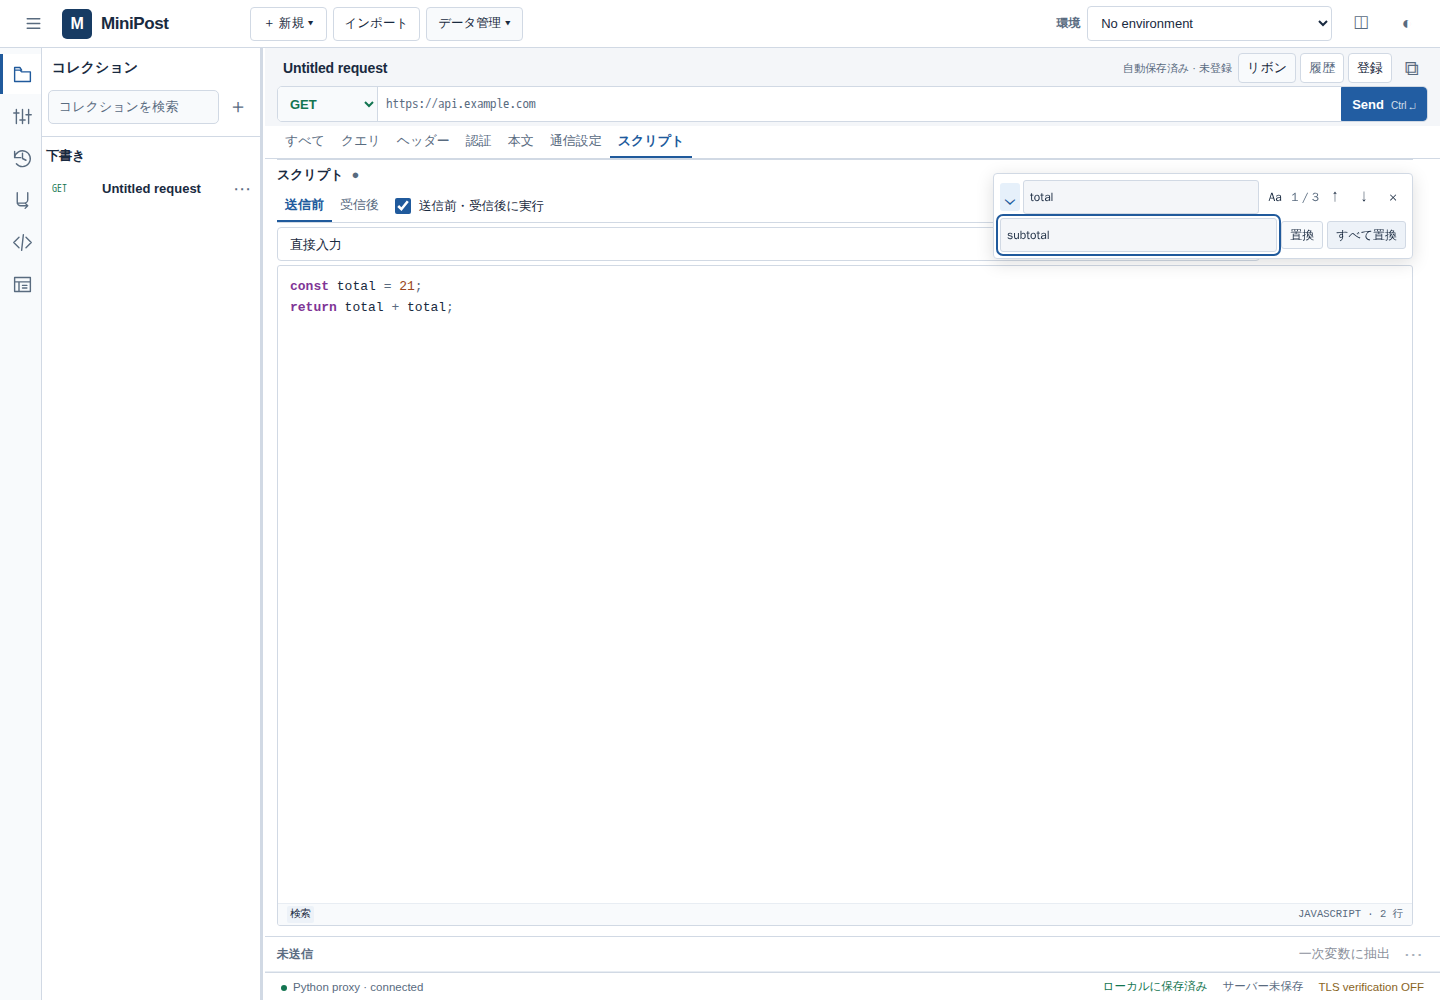 M MiniPost ＋ 新規 ▾ インポート データ管理 ▾ 環境 No environment
コレクション
コレクションを検索 ＋
下書き
GET Untitled request ···
Untitled request 自動保存済み · 未登録 リボン 履歴 登録
GET https://api.example.com Send Ctrl ↵
すべて クエリ ヘッダー 認証 本文 通信設定 スクリプト
スクリプト ●
送信前 受信後 送信前・受信後に実行
total Aa 1 / 3 ↑ ↓ ×
subtotal 置換 すべて置換
直接入力
const total = 21;
return total + total;
検索 JAVASCRIPT · 2 行
未送信 一次変数に抽出 ···
Python proxy · connected ローカルに保存済み サーバー未保存 TLS verification OFF